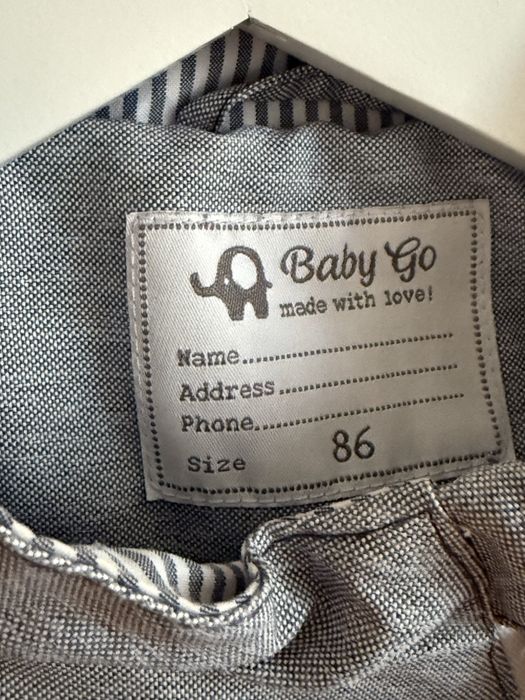 Baby Go
made with love!
Name..............................
Address.........................
Phone.............................
Size 86